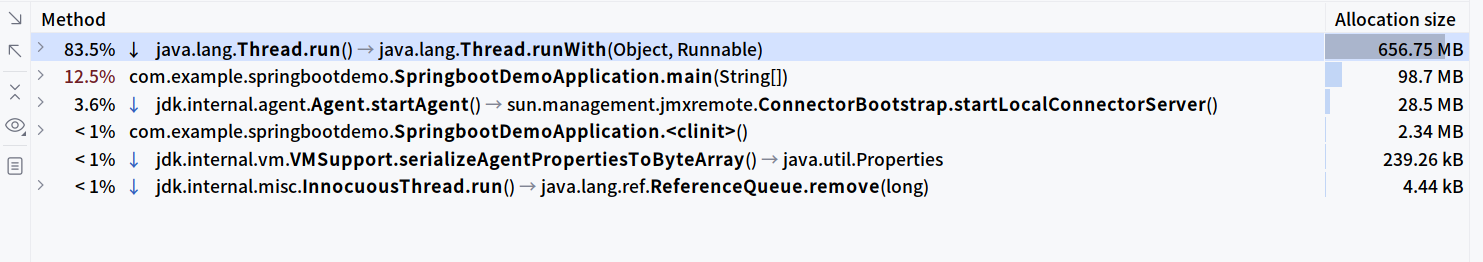 Method Allocation size
83.5% ↓ java.lang.Thread.run() → java.lang.Thread.runWith(Object, Runnable) 656.75 MB
12.5% com.example.springbootdemo.SpringbootDemoApplication.main(String[]) 98.7 MB
3.6% ↓ jdk.internal.agent.Agent.startAgent() → sun.management.jmxremote.ConnectorBootstrap.startLocalConnectorServer() 28.5 MB
< 1% com.example.springbootdemo.SpringbootDemoApplication.<clinit>() 2.34 MB
< 1% ↓ jdk.internal.vm.VMSupport.serializeAgentPropertiesToByteArray() → java.util.Properties 239.26 kB
< 1% ↓ jdk.internal.misc.InnocuousThread.run() → java.lang.ref.ReferenceQueue.remove(long) 4.44 kB